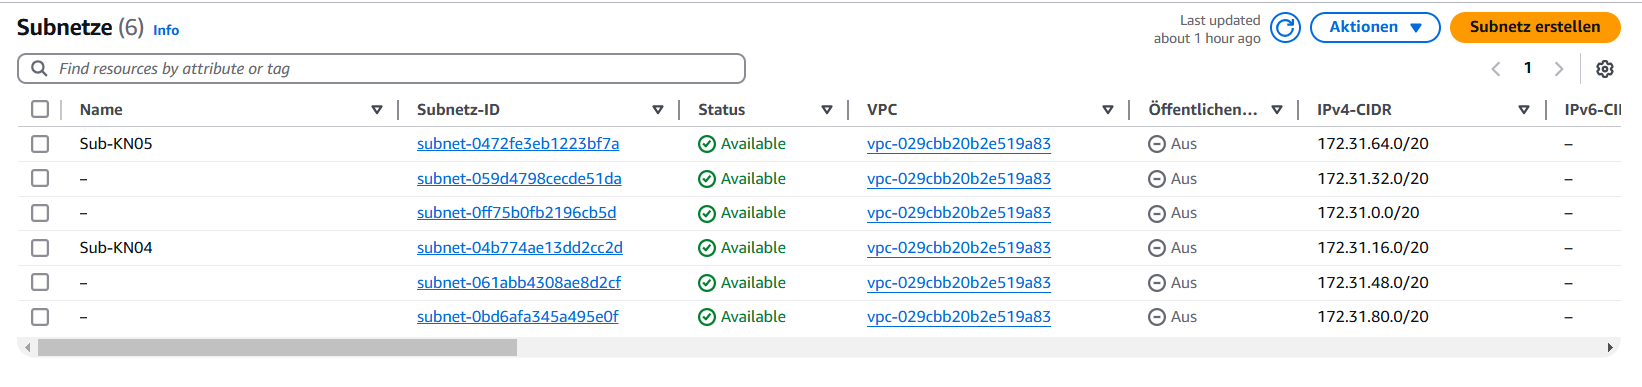 Subnetze (6) Info
Last updated
about 1 hour ago
Aktionen
Subnetz erstellen
Find resources by attribute or tag
1
Name Subnetz-ID Status VPC Öffentlichen... IPv4-CIDR IPv6-CI
Sub-KN05 subnet-0472fe3eb1223bf7a Available vpc-029cbb20b2e519a83 Aus 172.31.64.0/20 –
– subnet-059d4798cecde51da Available vpc-029cbb20b2e519a83 Aus 172.31.32.0/20 –
– subnet-0ff75b0fb2196cb5d Available vpc-029cbb20b2e519a83 Aus 172.31.0.0/20 –
Sub-KN04 subnet-04b774ae13dd2cc2d Available vpc-029cbb20b2e519a83 Aus 172.31.16.0/20 –
– subnet-061abb4308ae8d2cf Available vpc-029cbb20b2e519a83 Aus 172.31.48.0/20 –
– subnet-0bd6afa345a495e0f Available vpc-029cbb20b2e519a83 Aus 172.31.80.0/20 –